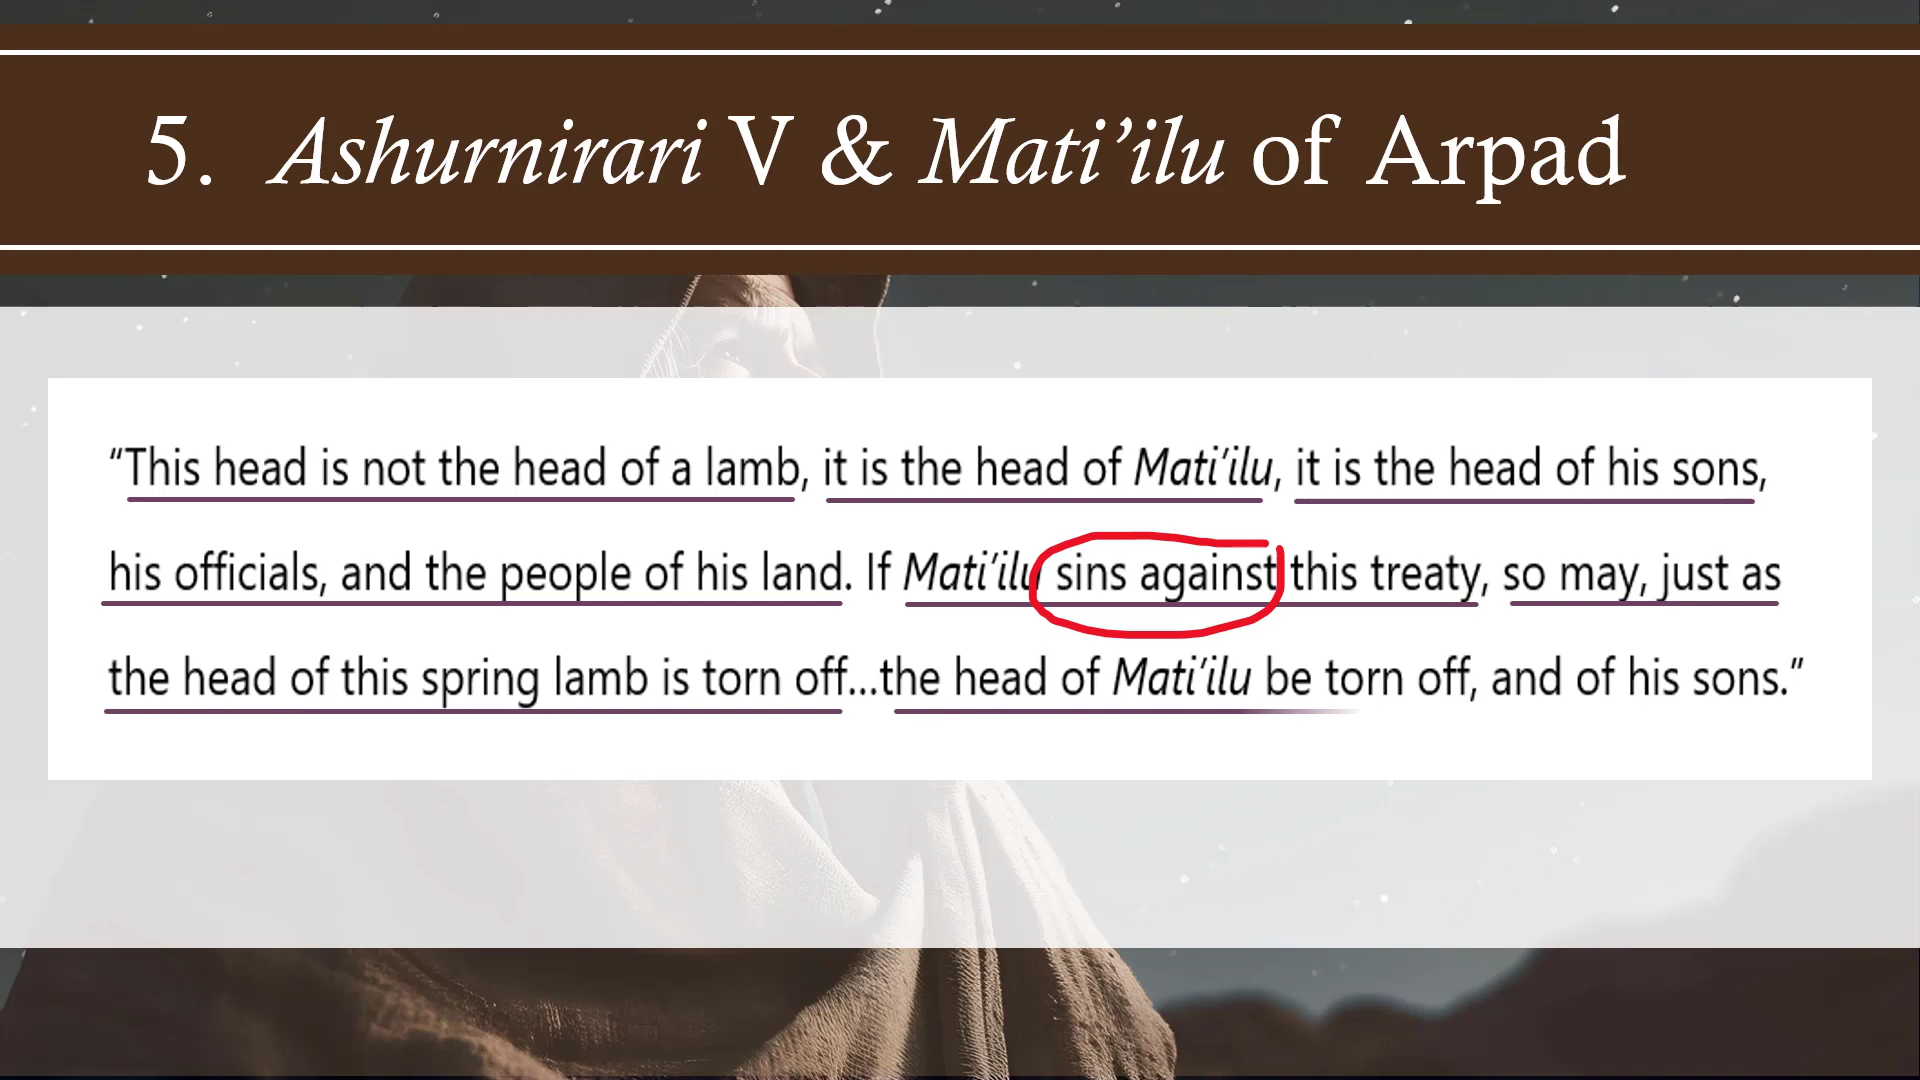 5. Ashurnirari V & Mati’ilu of Arpad
“This head is not the head of a lamb, it is the head of Mati’ilu, it is the head of his sons,
his officials, and the people of his land. If Mati’ilu sins against this treaty, so may, just as
the head of this spring lamb is torn off...the head of Mati’ilu be torn off, and of his sons.”